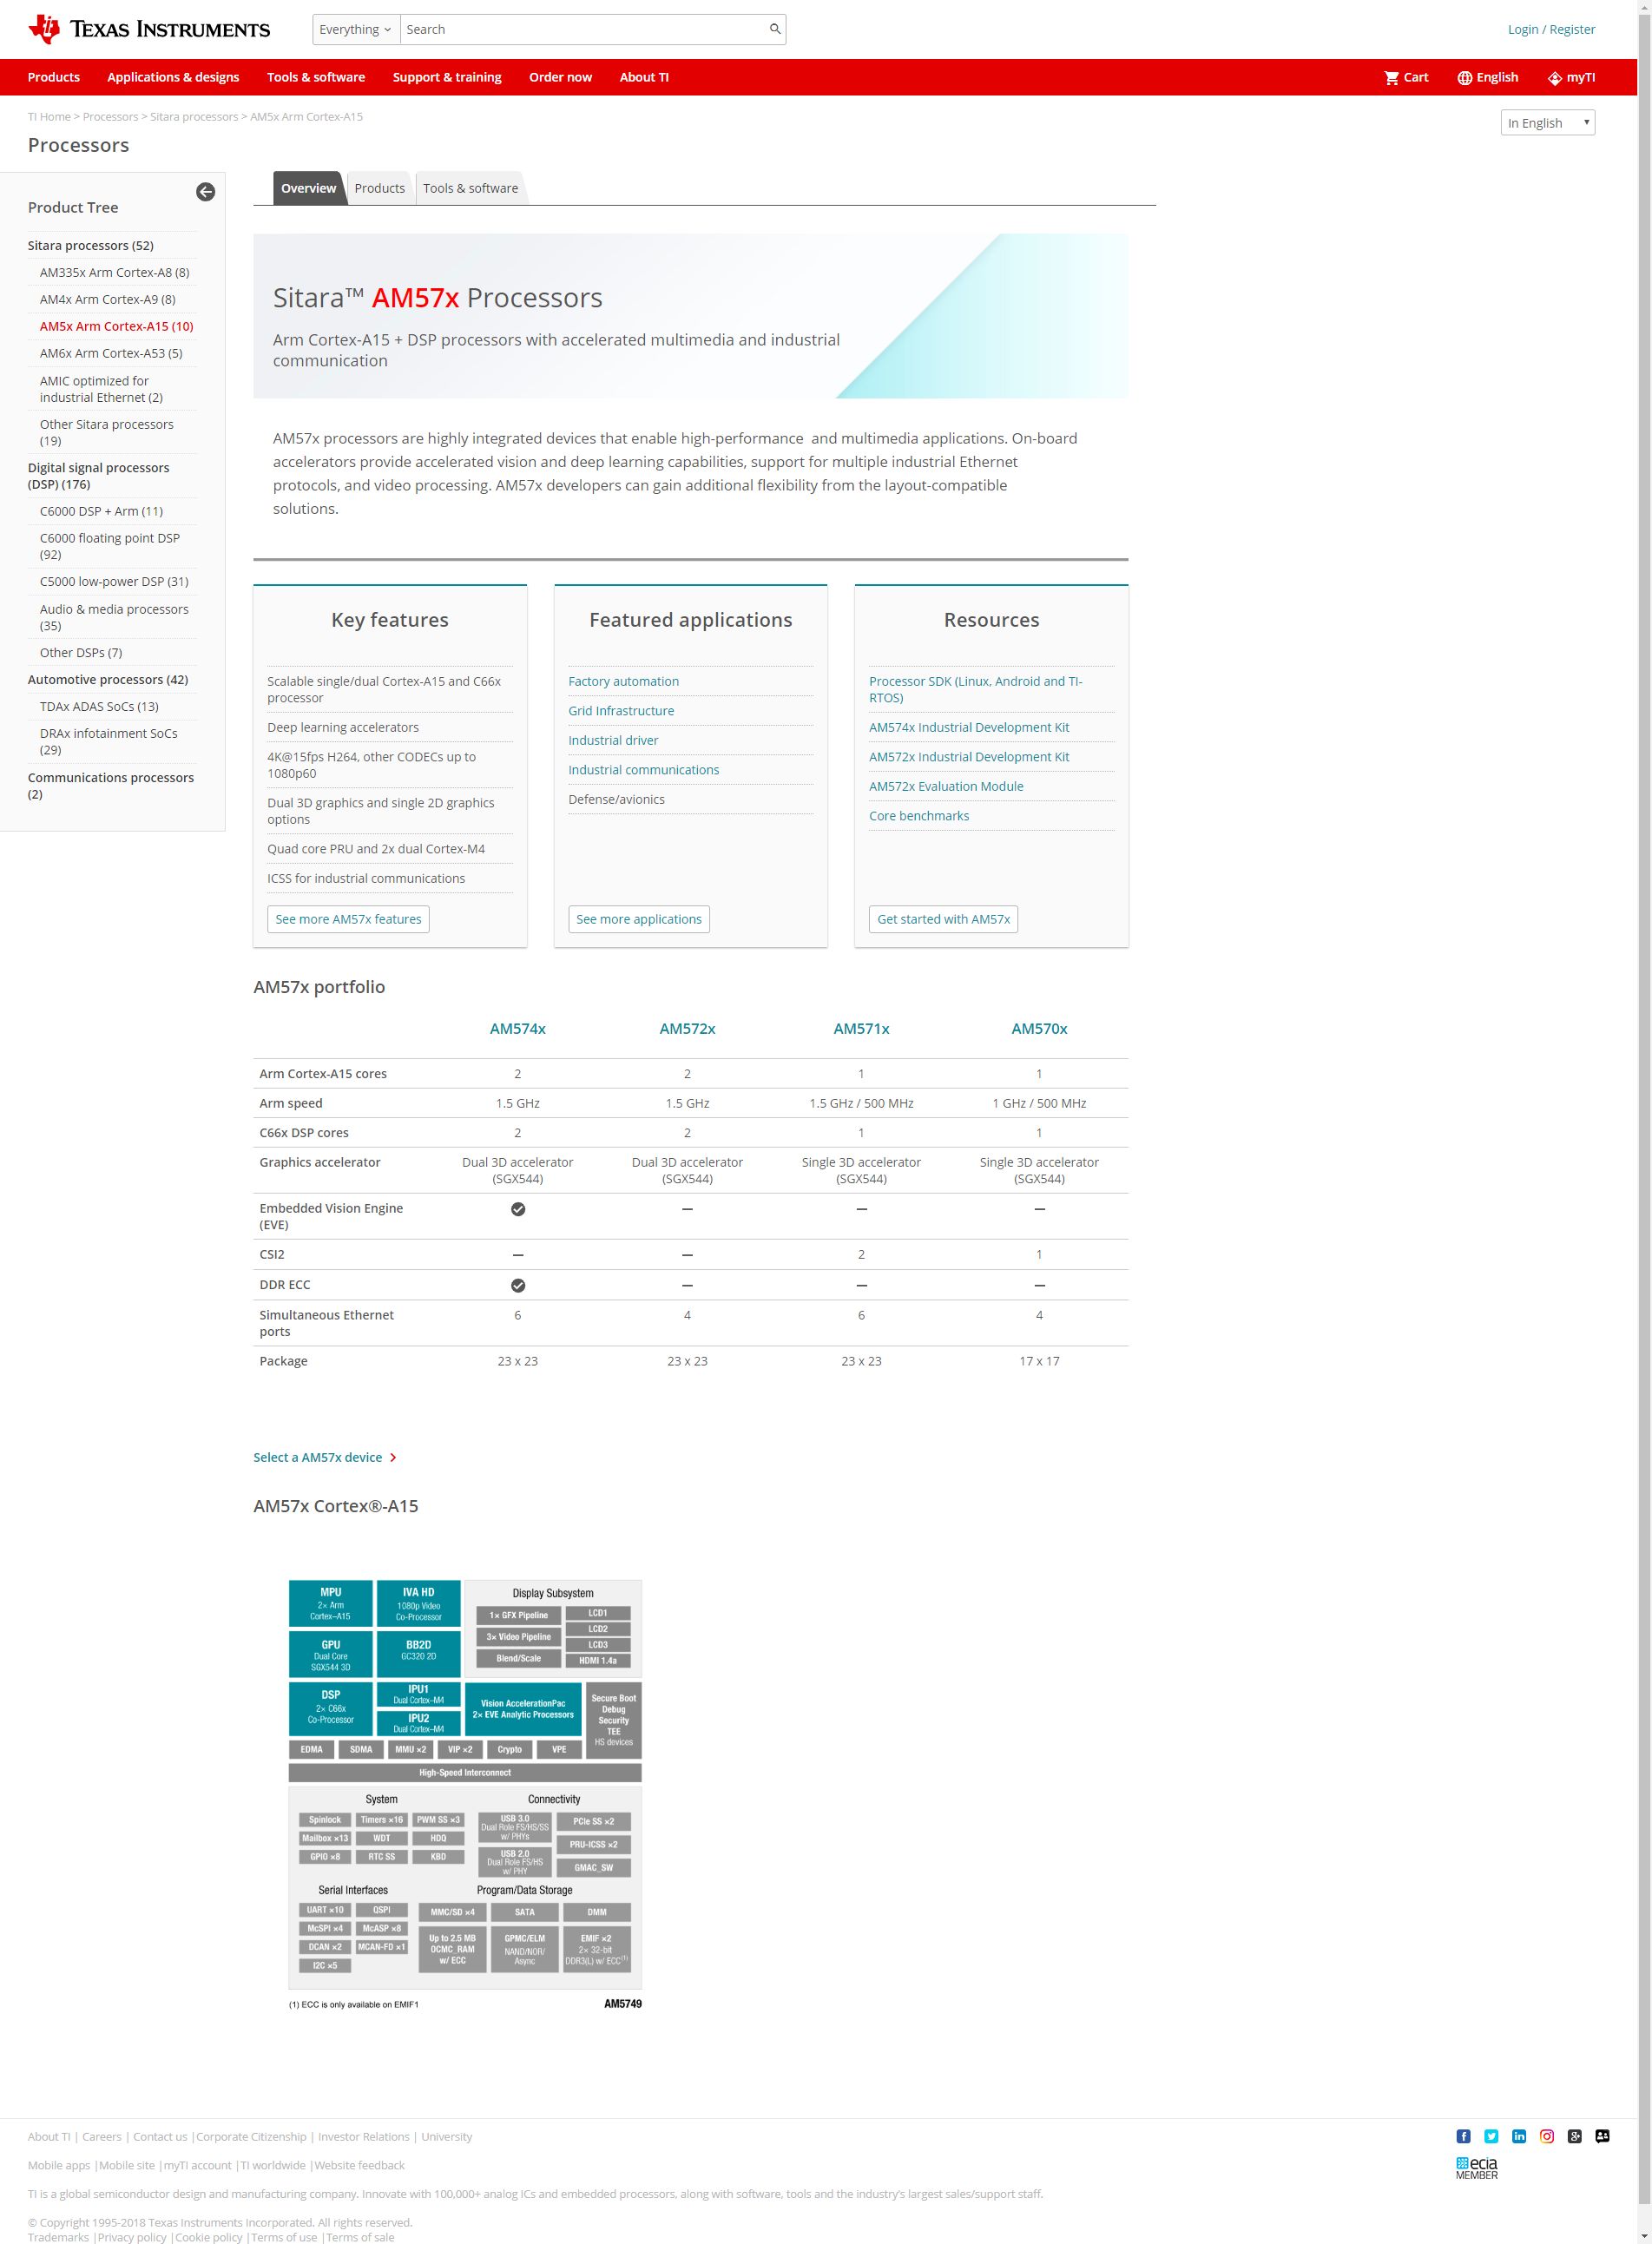 TEXAS INSTRUMENTS
Everything
Search
Login / Register
Products
Applications & designs
Tools & software
Support & training
Order now
About TI
Cart
English
myTI
TI Home > Processors > Sitara processors > AM5x Arm Cortex-A15
In English
Processors
Product Tree
Sitara processors (52)
AM335x Arm Cortex-A8 (8)
AM4x Arm Cortex-A9 (8)
AM5x Arm Cortex-A15 (10)
AM6x Arm Cortex-A53 (5)
AMIC optimized for
industrial Ethernet (2)
Other Sitara processors
(19)
Digital signal processors
(DSP) (176)
C6000 DSP + Arm (11)
C6000 floating point DSP
(92)
C5000 low-power DSP (31)
Audio & media processors
(35)
Other DSPs (7)
Automotive processors (42)
TDAx ADAS SoCs (13)
DRAx infotainment SoCs
(29)
Communications processors
(2)
Overview
Products
Tools & software
Sitara™ AM57x Processors
Arm Cortex-A15 + DSP processors with accelerated multimedia and industrial
communication
AM57x processors are highly integrated devices that enable high-performance  and multimedia applications. On-board
accelerators provide accelerated vision and deep learning capabilities, support for multiple industrial Ethernet
protocols, and video processing. AM57x developers can gain additional flexibility from the layout-compatible
solutions.
Key features
Scalable single/dual Cortex-A15 and C66x
processor
Deep learning accelerators
4K@15fps H264, other CODECs up to
1080p60
Dual 3D graphics and single 2D graphics
options
Quad core PRU and 2x dual Cortex-M4
ICSS for industrial communications
See more AM57x features
Featured applications
Factory automation
Grid Infrastructure
Industrial driver
Industrial communications
Defense/avionics
See more applications
Resources
Processor SDK (Linux, Android and TI-
RTOS)
AM574x Industrial Development Kit
AM572x Industrial Development Kit
AM572x Evaluation Module
Core benchmarks
Get started with AM57x
AM57x portfolio
AM574x AM572x AM571x AM570x
Arm Cortex-A15 cores 2 2 1 1
Arm speed 1.5 GHz 1.5 GHz 1.5 GHz / 500 MHz 1 GHz / 500 MHz
C66x DSP cores 2 2 1 1
Graphics accelerator Dual 3D accelerator Dual 3D accelerator Single 3D accelerator Single 3D accelerator
(SGX544) (SGX544) (SGX544) (SGX544)
Embedded Vision Engine — — —
(EVE)
CSI2 — — 2 1
DDR ECC — — —
Simultaneous Ethernet 6 4 6 4
ports
Package 23 x 23 23 x 23 23 x 23 17 x 17
Select a AM57x device
AM57x Cortex®-A15
MPU
2× Arm
Cortex–A15
IVA HD
1080p Video
Co-Processor
Display Subsystem
1× GFX Pipeline
3× Video Pipeline
Blend/Scale
LCD1
LCD2
LCD3
HDMI 1.4a
GPU
Dual Core
SGX544 3D
BB2D
GC320 2D
DSP
2× C66x
Co-Processor
IPU1
Dual Cortex–M4
IPU2
Dual Cortex–M4
Vision AccelerationPac
2× EVE Analytic Processors
Secure Boot
Debug
Security
TEE
HS devices
EDMA
SDMA
MMU ×2
VIP ×2
Crypto
VPE
High-Speed Interconnect
System
Spinlock
Timers ×16
PWM SS ×3
Mailbox ×13
WDT
HDQ
GPIO ×8
RTC SS
KBD
Connectivity
USB 3.0
Dual Role FS/HS/SS
w/ PHYs
USB 2.0
Dual Role FS/HS
w/ PHY
PCIe SS ×2
PRU-ICSS ×2
GMAC_SW
Serial Interfaces
UART ×10
QSPI
McSPI ×4
McASP ×8
DCAN ×2
MCAN-FD ×1
I2C ×5
Program/Data Storage
MMC/SD ×4
SATA
DMM
Up to 2.5 MB
OCMC_RAM
w/ ECC
GPMC/ELM
NAND/NOR/
Async
EMIF ×2
2× 32-bit
DDR3(L) w/ ECC(1)
(1) ECC is only available on EMIF1
AM5749
About TI | Careers | Contact us |Corporate Citizenship | Investor Relations | University
Mobile apps |Mobile site |myTI account |TI worldwide |Website feedback
ecia
MEMBER
TI is a global semiconductor design and manufacturing company. Innovate with 100,000+ analog ICs and embedded processors, along with software, tools and the industry's largest sales/support staff.
© Copyright 1995-2018 Texas Instruments Incorporated. All rights reserved.
Trademarks |Privacy policy |Cookie policy |Terms of use |Terms of sale